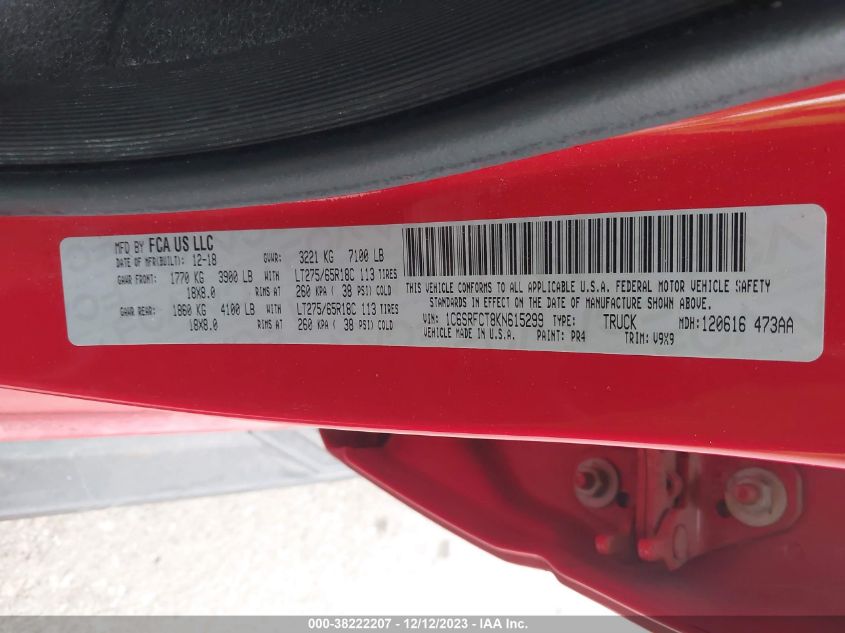 MFD BY FCA US LLC
DATE OF MFR(BUILT): 12-18 GVWR: 3221 KG 7100 LB
GAWR FRONT: 1770 KG 3900 LB WITH LT275/65R18C 113 TIRES
18X8.0 RIMS AT 260 KPA ( 38 PSI) COLD
GAWR REAR: 1860 KG 4100 LB WITH LT275/65R18C 113 TIRES
18X8.0 RIMS AT 260 KPA ( 38 PSI) COLD
THIS VEHICLE CONFORMS TO ALL APPLICABLE U.S.A. FEDERAL MOTOR VEHICLE SAFETY
STANDARDS IN EFFECT ON THE DATE OF MANUFACTURE SHOWN ABOVE.
VIN: 1C6SRFCT8KN615299 TYPE: TRUCK MDH: 120616 473AA
VEHICLE MADE IN U.S.A. PAINT: PR4 TRIM: V9X9
000-38222207 - 12/12/2023 - IAA Inc.